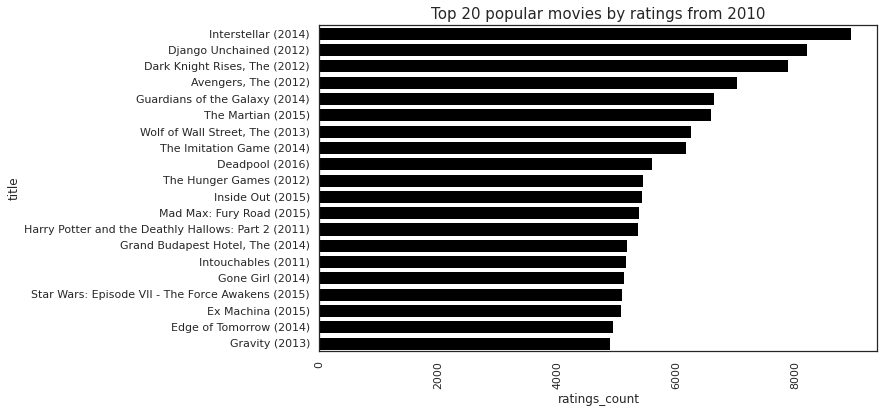 Top 20 popular movies by ratings from 2010
Interstellar (2014)
Django Unchained (2012)
Dark Knight Rises, The (2012)
Avengers, The (2012)
Guardians of the Galaxy (2014)
The Martian (2015)
Wolf of Wall Street, The (2013)
The Imitation Game (2014)
Deadpool (2016)
The Hunger Games (2012)
Inside Out (2015)
Mad Max: Fury Road (2015)
Harry Potter and the Deathly Hallows: Part 2 (2011)
Grand Budapest Hotel, The (2014)
Intouchables (2011)
Gone Girl (2014)
Star Wars: Episode VII - The Force Awakens (2015)
Ex Machina (2015)
Edge of Tomorrow (2014)
Gravity (2013)
title
0
2000
4000
6000
8000
ratings_count